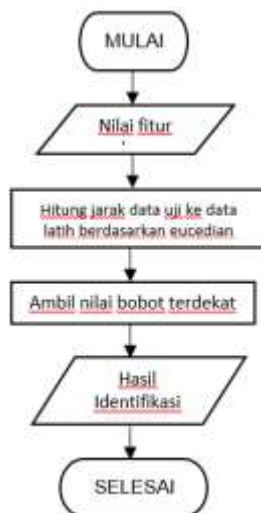 MULAI
Nilai fitur
Hitung jarak data uji ke data
latih berdasarkan eucedian
Ambil nilai bobot terdekat
Hasil
Identifikasi
SELESAI